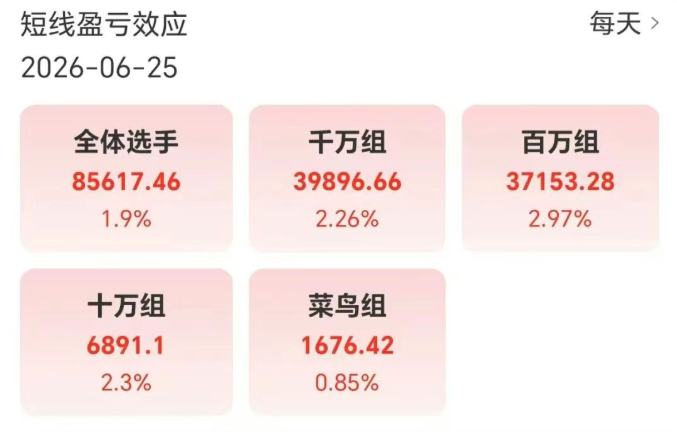 短线盈亏效应
每天 >
2026-06-25
全体选手
85617.46
1.9%
千万组
39896.66
2.26%
百万组
37153.28
2.97%
十万组
6891.1
2.3%
菜鸟组
1676.42
0.85%